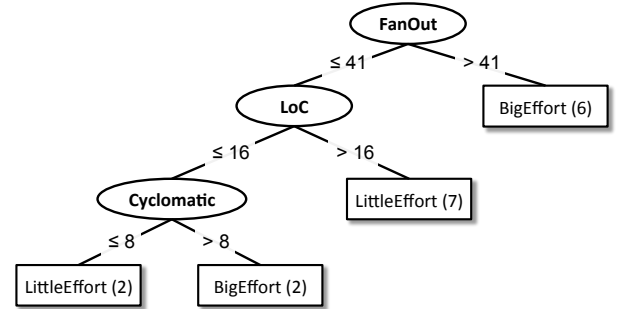 FanOut
≤ 41
> 41
LoC
BigEffort (6)
≤ 16
> 16
Cyclomatic
LittleEffort (7)
≤ 8
> 8
LittleEffort (2)
BigEffort (2)